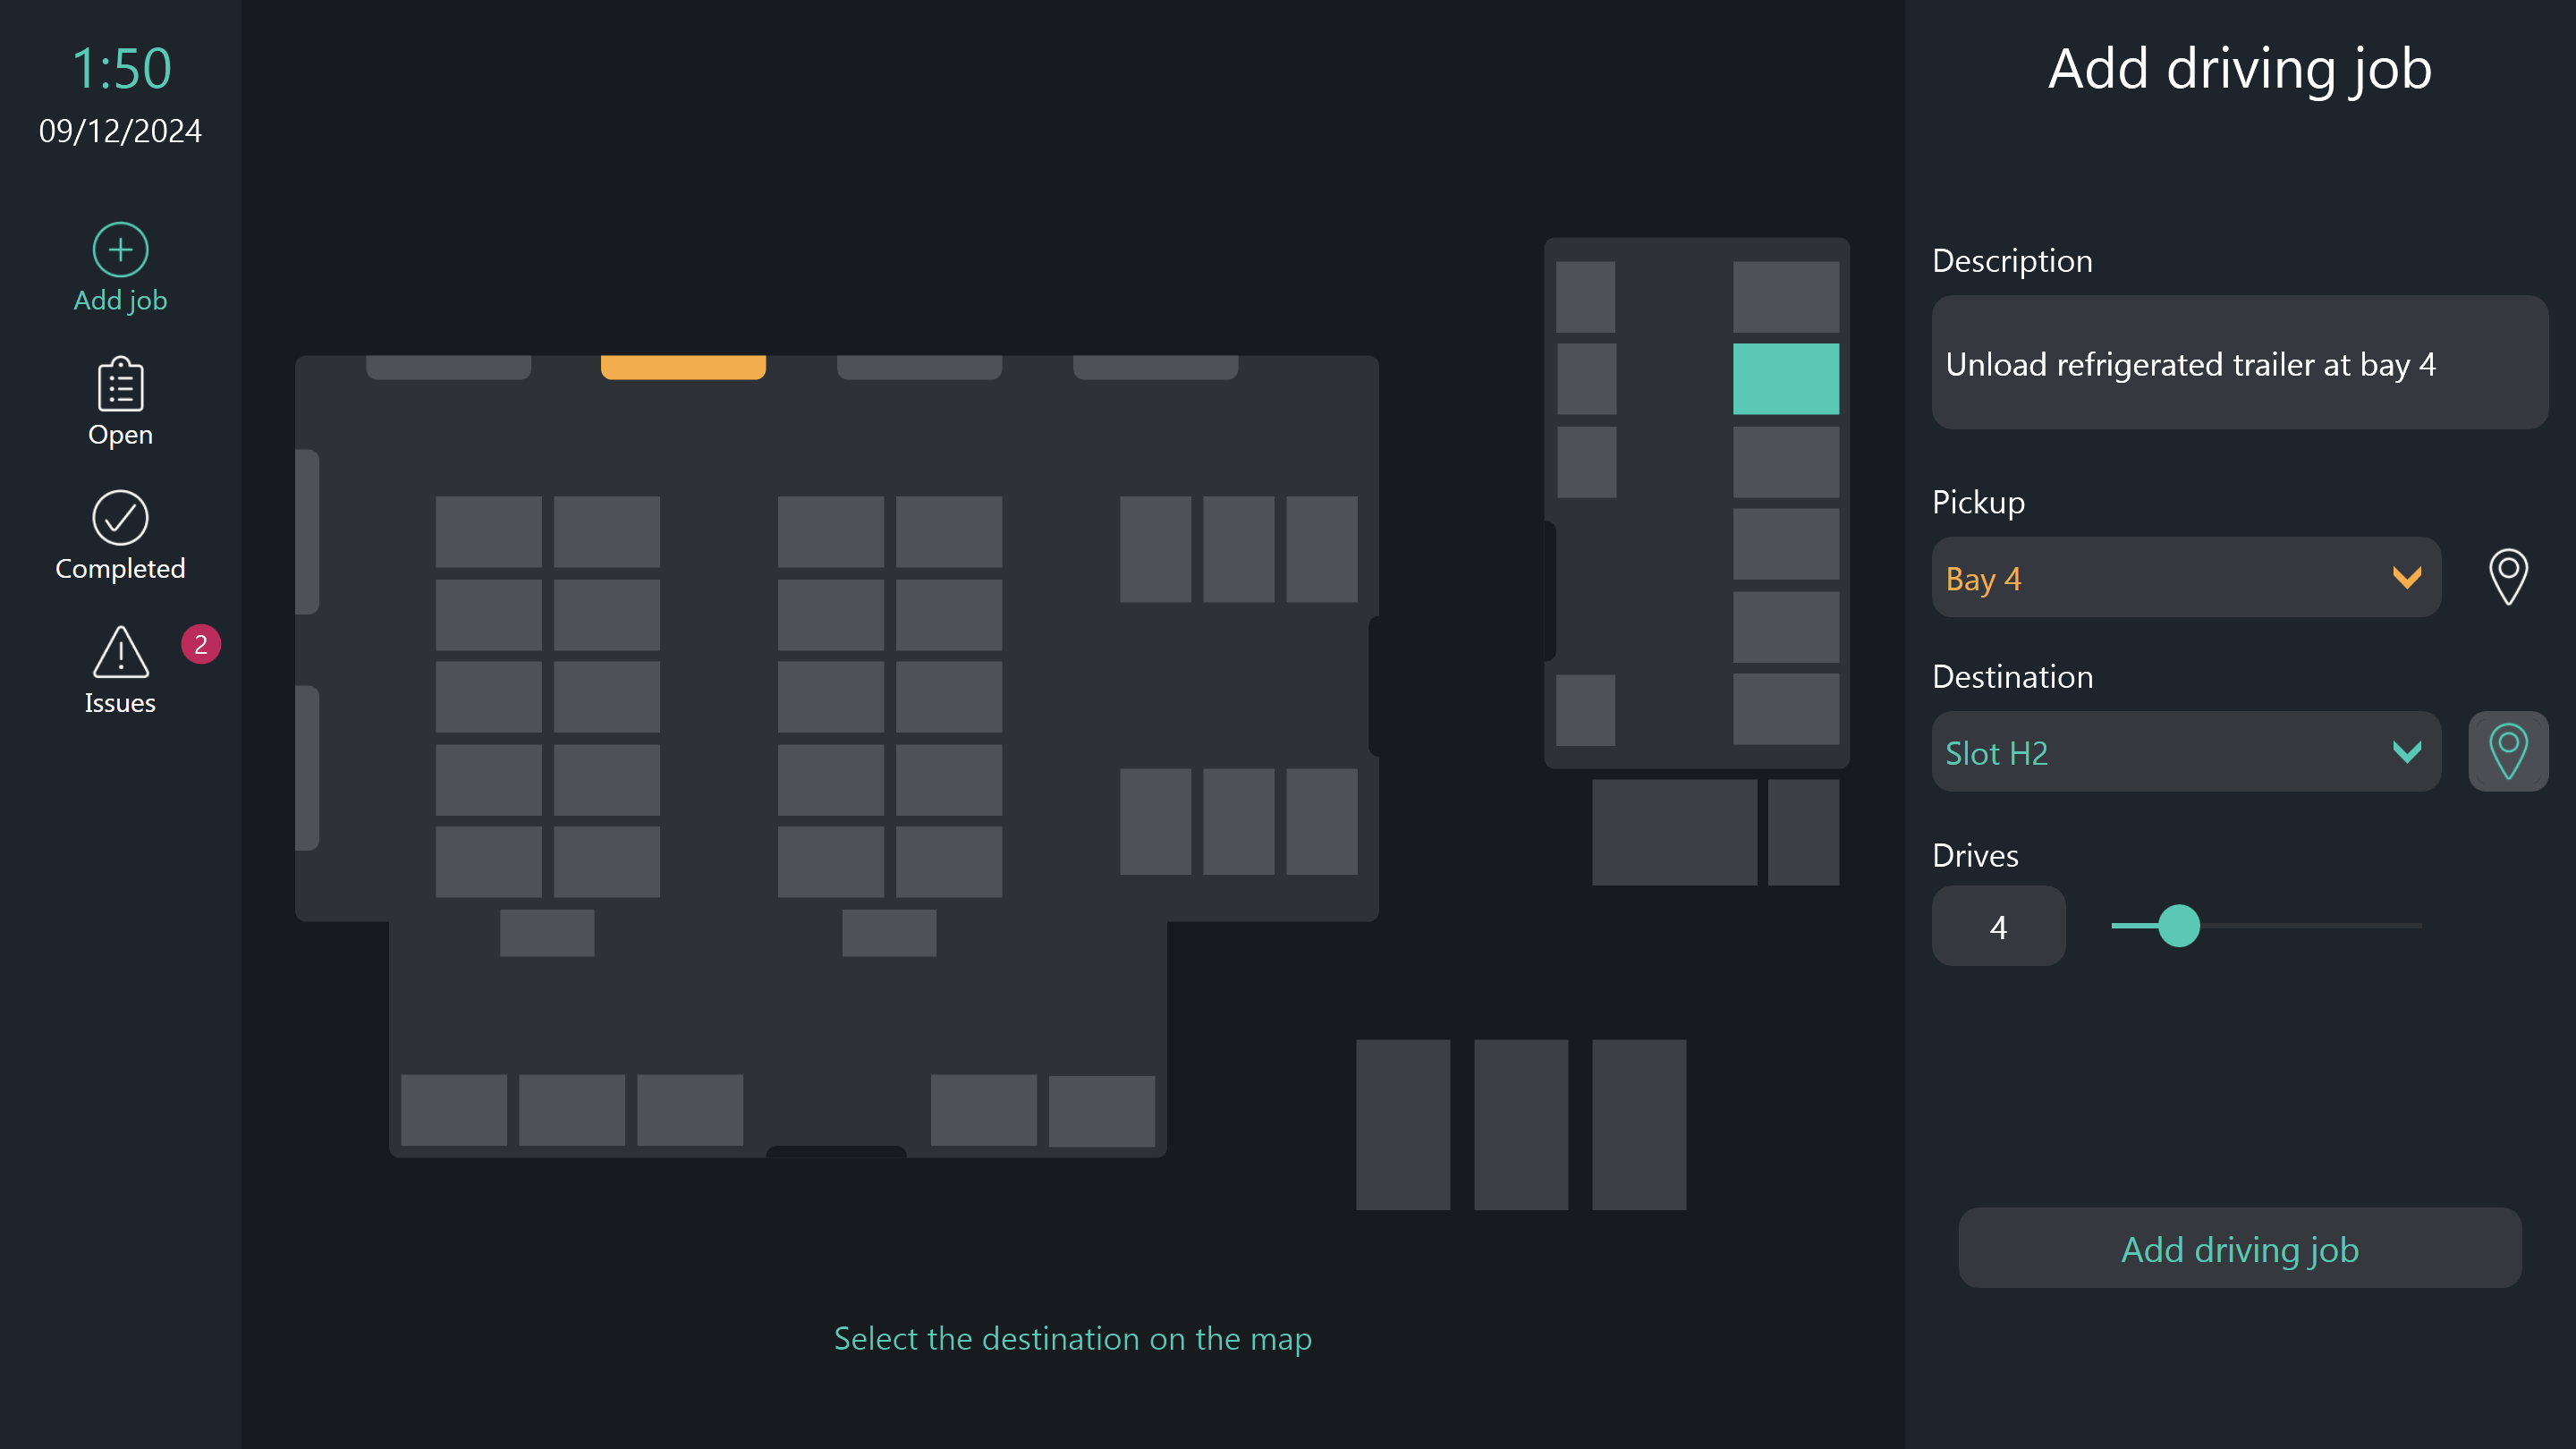 1:50
09/12/2024
Add job
Open
Completed
2
Issues
Select the destination on the map
Add driving job
Description
Unload refrigerated trailer at bay 4
Pickup
Bay 4
Destination
Slot H2
Drives
4
Add driving job